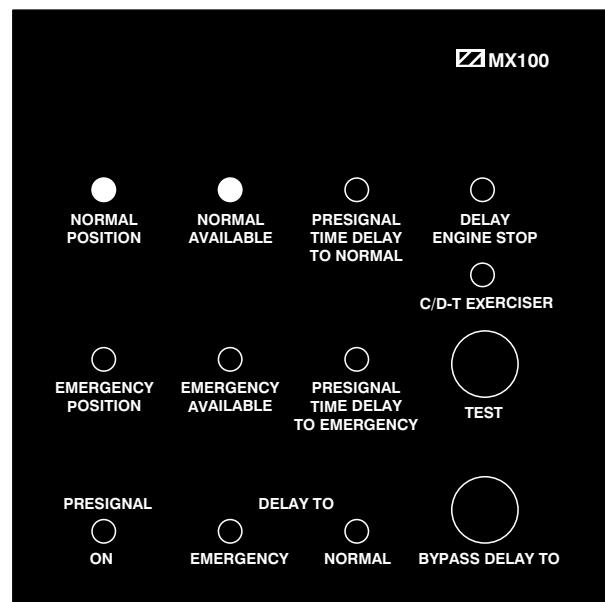 MX100
NORMAL
POSITION
NORMAL
AVAILABLE
PRESIGNAL
TIME DELAY
TO NORMAL
DELAY
ENGINE STOP
C/D-T EXERCISER
EMERGENCY
POSITION
EMERGENCY
AVAILABLE
PRESIGNAL
TIME DELAY
TO EMERGENCY
TEST
PRESIGNAL
ON
DELAY TO
EMERGENCY
NORMAL
BYPASS DELAY TO